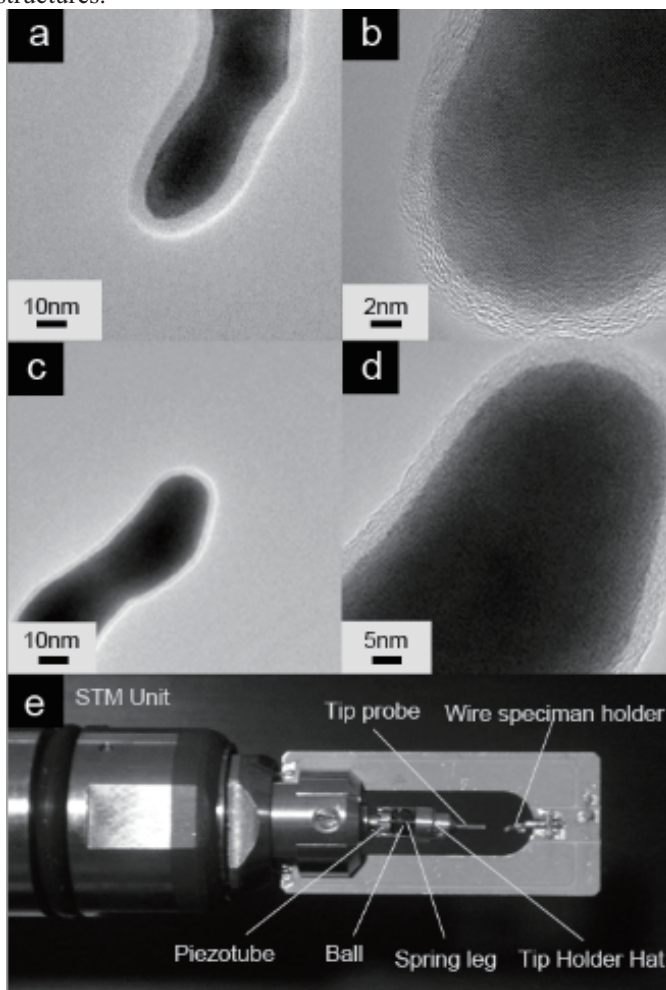 structures.
a
b
10nm
2nm
c
d
10nm
5nm
e
STM Unit
Tip probe
Wire speciman holder
Piezotube
Ball
Spring leg
Tip Holder Hat